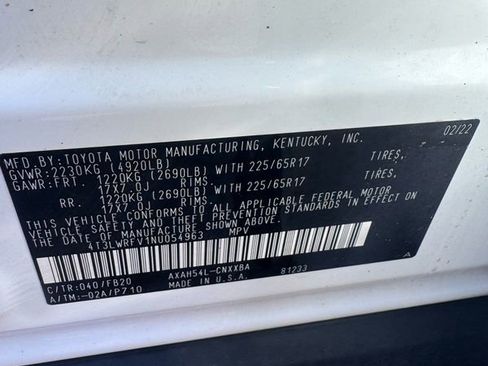 MFD.BY:TOYOTA MOTOR MANUFACTURING, KENTUCKY, INC. 02/22
GVWR:2230KG (4920LB)
GAWR:FRT. 1220KG (2690LB) WITH 225/65R17 TIRES,
17X7.0J RIMS,
RR. 1220KG (2690LB) WITH 225/65R17 TIRES,
17X7.0J RIMS.
THIS VEHICLE CONFORMS TO ALL APPLICABLE FEDERAL MOTOR
VEHICLE SAFETY AND THEFT PREVENTION STANDARDS IN EFFECT ON
THE DATE OF MANUFACTURE SHOWN ABOVE.
4T3LWRFV1NU054963 MPV
C/TR:040/FB20 AXAH54L-CNXXBA 81233 A
A/TM:-02A/P710 MADE IN U.S.A.